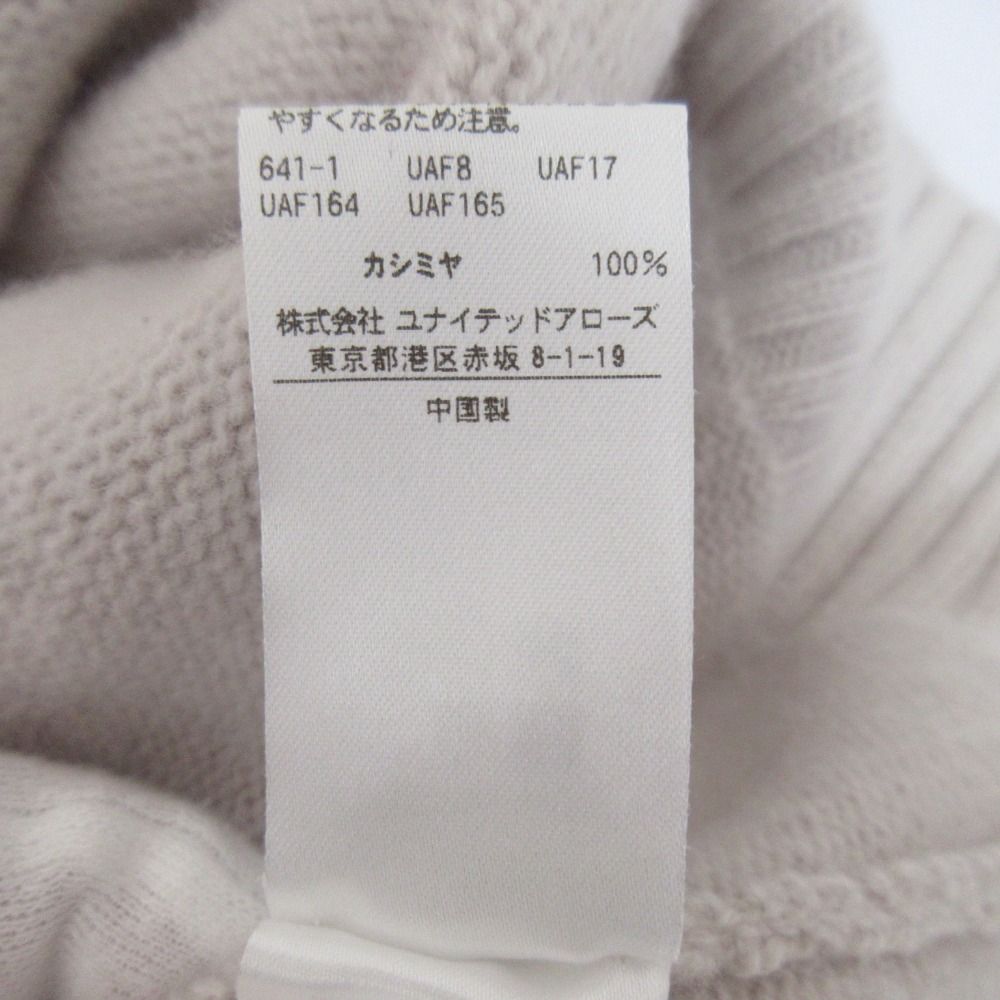 やすくなるため注意。
641-1 UAF8 UAF17
UAF164 UAF165
カシミヤ 100%
株式会社 ユナイテッドアローズ
東京都港区赤坂 8-1-19
中国製